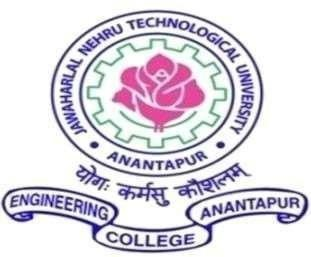 JAWAHARLAL NEHRU TECHNOLOGICAL UNIVERSITY
• ANANTAPUR •
योगः कर्मसु कौशलम्
ENGINEERING COLLEGE ANANTAPUR